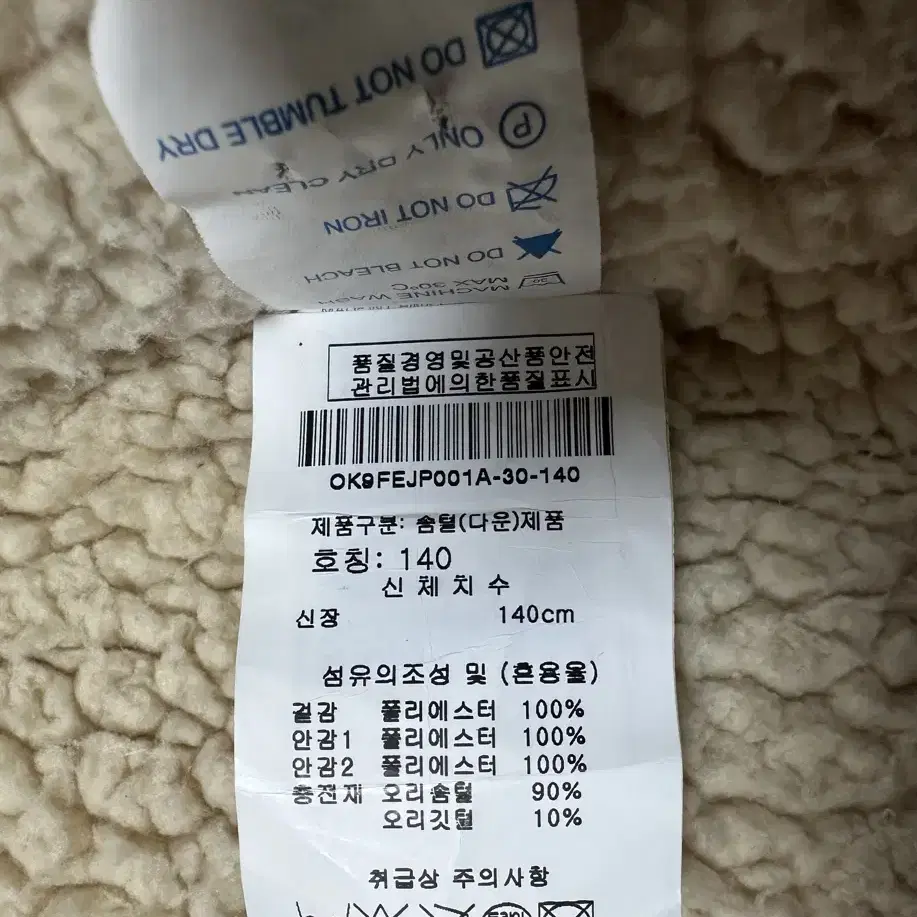 DO NOT TUMBLE DRY
P ONLY DRY CLEAN
DO NOT IRON
DO NOT BLEACH
MACHINE WASH
MAX 30°C
품질경영및공산품안전
관리법에의한품질표시
OK9FEJP001A-30-140
제품구분: 솜털(다운)제품
호칭: 140
신체치수
신장 140cm
섬유의조성 및 (혼용율)
겉감 폴리에스터 100%
안감1 폴리에스터 100%
안감2 폴리에스터 100%
충전재 오리솜털 90%
오리깃털 10%
취급상 주의사항